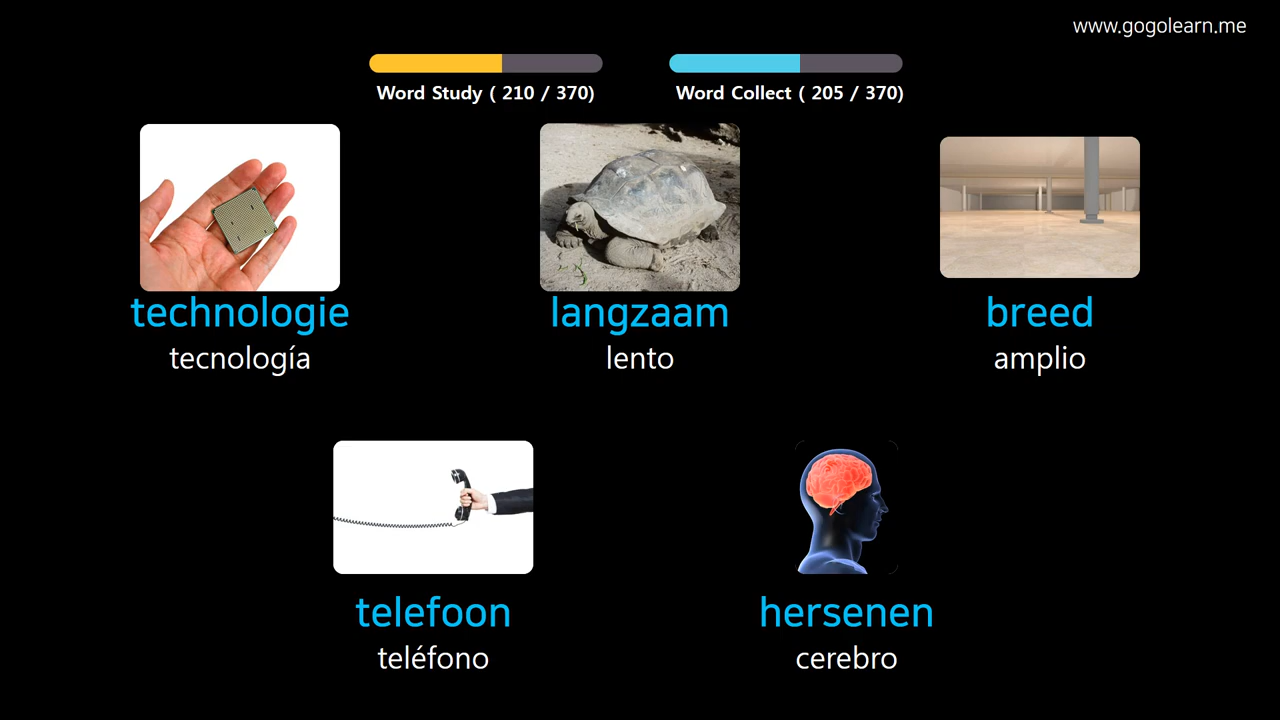 www.gogolearn.me
Word Study ( 210 / 370)
Word Collect ( 205 / 370)
technologie
tecnología
langzaam
lento
breed
amplio
telefoon
teléfono
hersenen
cerebro